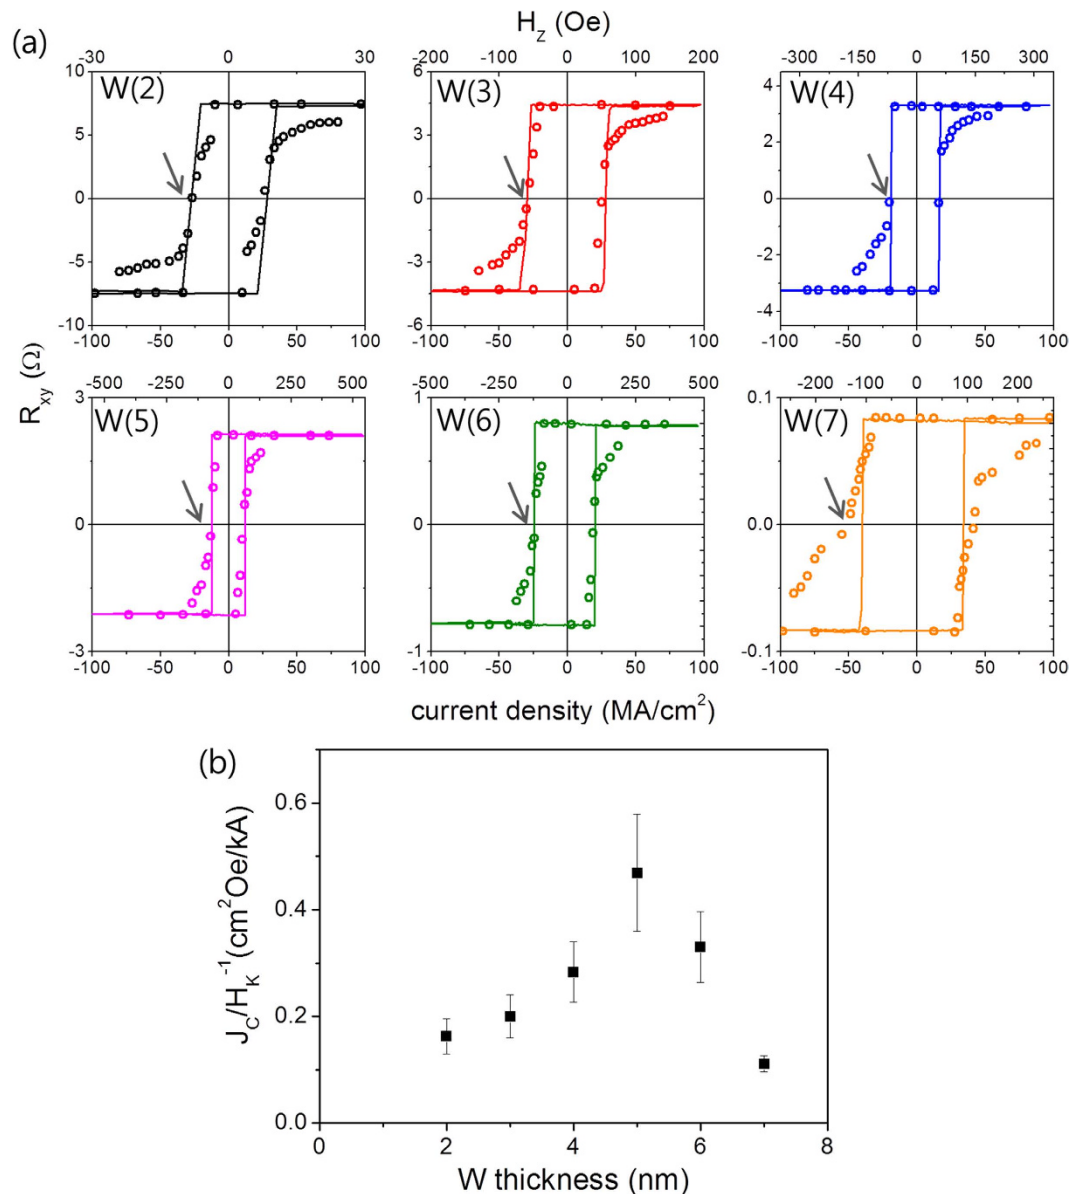 (a)
H_Z (Oe)
-30 0 30 -200 -100 0 100 200 -300 -150 0 150 300
W(2) W(3) W(4)
10 5 0 -5 -10
6 3 0 -3 -6
4 2 0 -2 -4
-100 -50 0 50 100 -100 -50 0 50 100 -100 -50 0 50 100
-500 -250 0 250 500 -500 -250 0 250 500 -200 -100 0 100 200
W(5) W(6) W(7)
3 0 -3
1 0 -1
0.1 0.0 -0.1
-100 -50 0 50 100 -100 -50 0 50 100 -100 -50 0 50 100
R_xy (Ω)
current density (MA/cm²)
(b)
J_C/H_K⁻¹(cm²Oe/kA)
0.6
0.4
0.2
0.0
0 2 4 6 8
W thickness (nm)